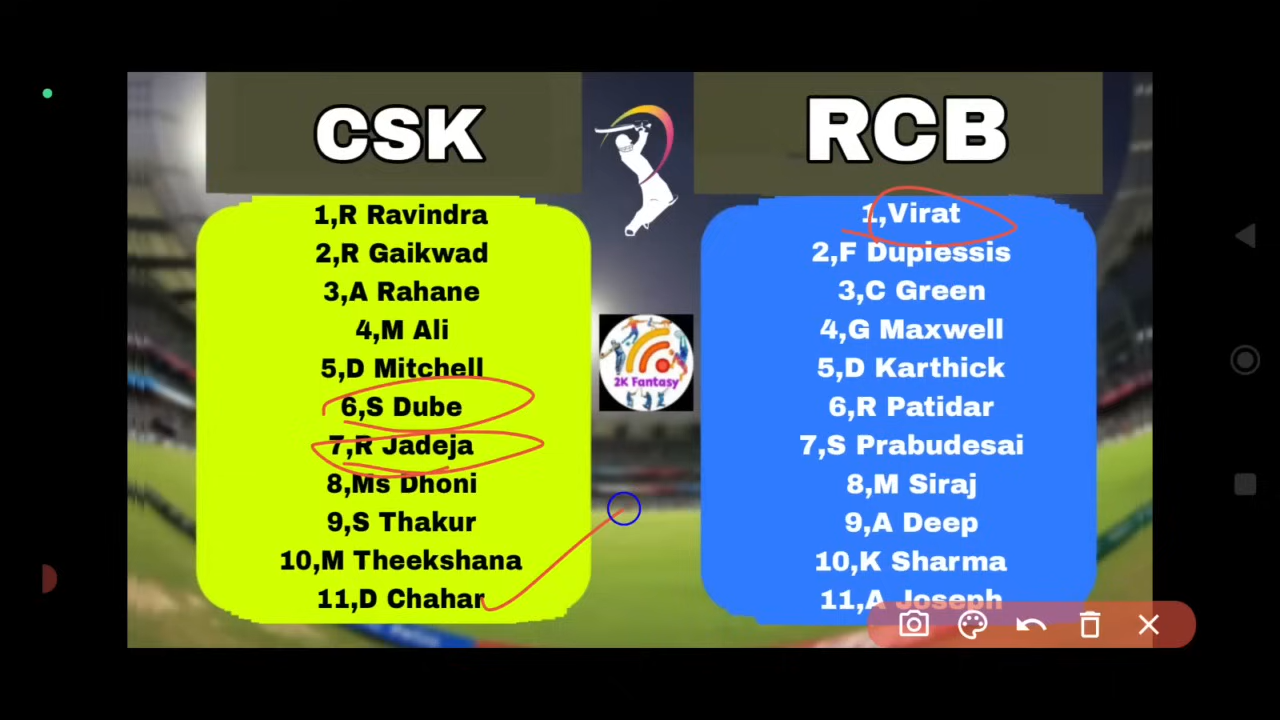 CSK
1,R Ravindra
2,R Gaikwad
3,A Rahane
4,M Ali
5,D Mitchell
6,S Dube
7,R Jadeja
8,Ms Dhoni
9,S Thakur
10,M Theekshana
11,D Chahar
2K Fantasy
RCB
1,Virat
2,F Dupiessis
3,C Green
4,G Maxwell
5,D Karthick
6,R Patidar
7,S Prabudesai
8,M Siraj
9,A Deep
10,K Sharma
11,A Joseph